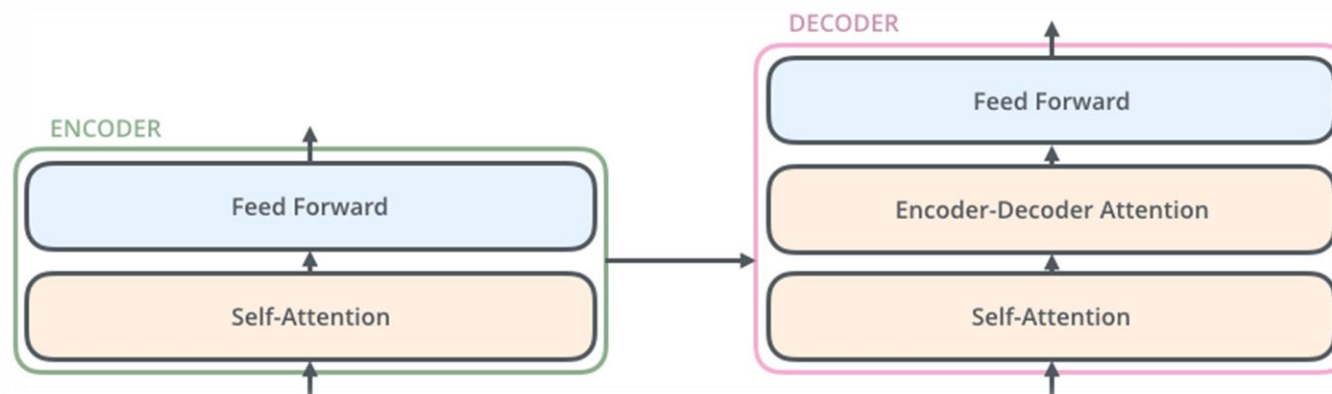 ENCODER
Feed Forward
Self-Attention
DECODER
Feed Forward
Encoder-Decoder Attention
Self-Attention